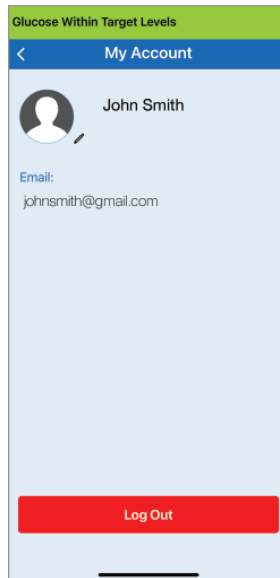 Glucose Within Target Levels
My Account
John Smith
Email:
johnsmith@gmail.com
Log Out